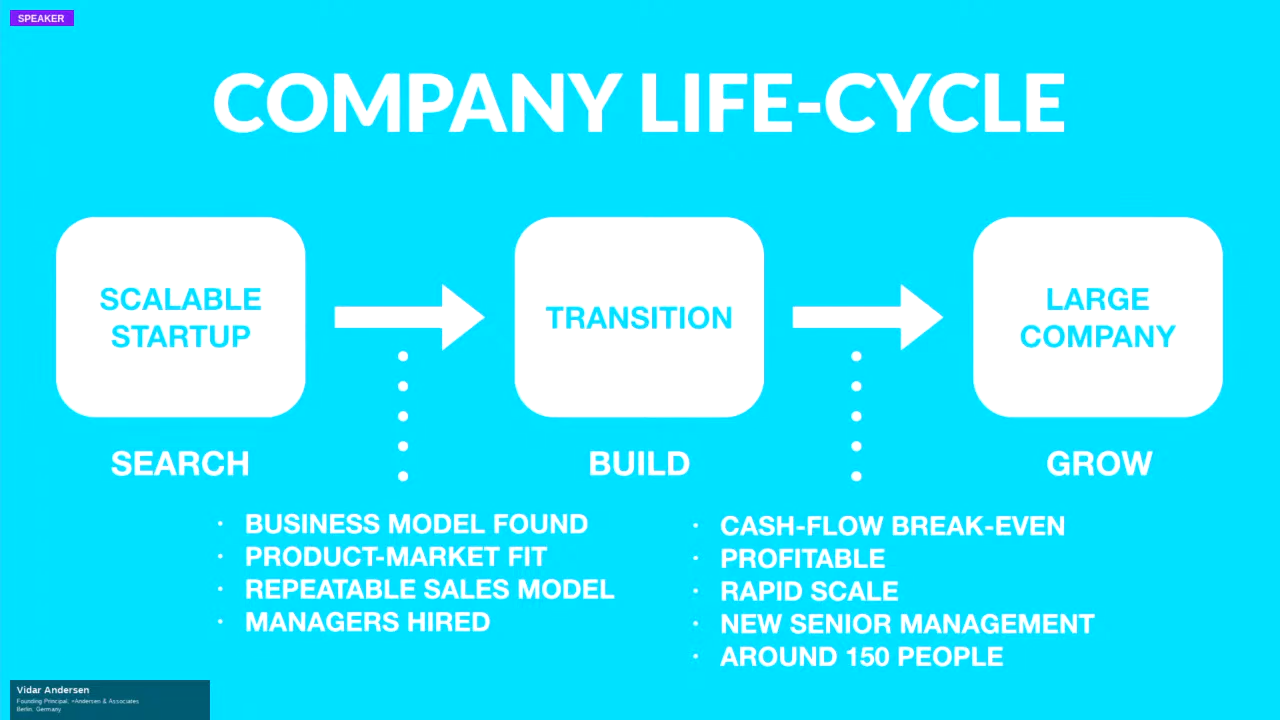 SPEAKER
COMPANY LIFE-CYCLE
SCALABLE
STARTUP
TRANSITION
LARGE
COMPANY
SEARCH
BUILD
GROW
· BUSINESS MODEL FOUND
· PRODUCT-MARKET FIT
· REPEATABLE SALES MODEL
· MANAGERS HIRED
· CASH-FLOW BREAK-EVEN
· PROFITABLE
· RAPID SCALE
· NEW SENIOR MANAGEMENT
· AROUND 150 PEOPLE
Vidar Andersen
Founding Principal, +Andersen & Associates
Berlin, Germany